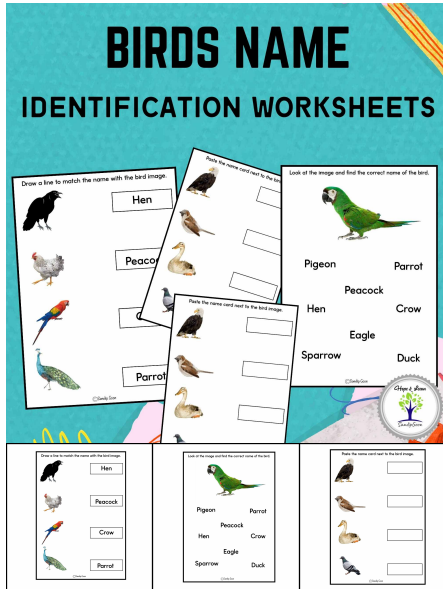 BIRDS NAME
IDENTIFICATION WORKSHEETS
Draw a line to match the name with the bird image.
Hen
Peacoc
Parrot
Paste the name card next to the bird
Paste the name card next to the bird image.
Look at the image and find the correct name of the bird.
Pigeon
Parrot
Peacock
Hen
Crow
Eagle
Sparrow
Duck
Draw a line to match the name with the bird image.
Hen
Peacock
Crow
Parrot
Look at the image and find the correct name of the bird.
Pigeon
Parrot
Peacock
Hen
Crow
Eagle
Sparrow
Duck
Paste the name card next to the bird image.